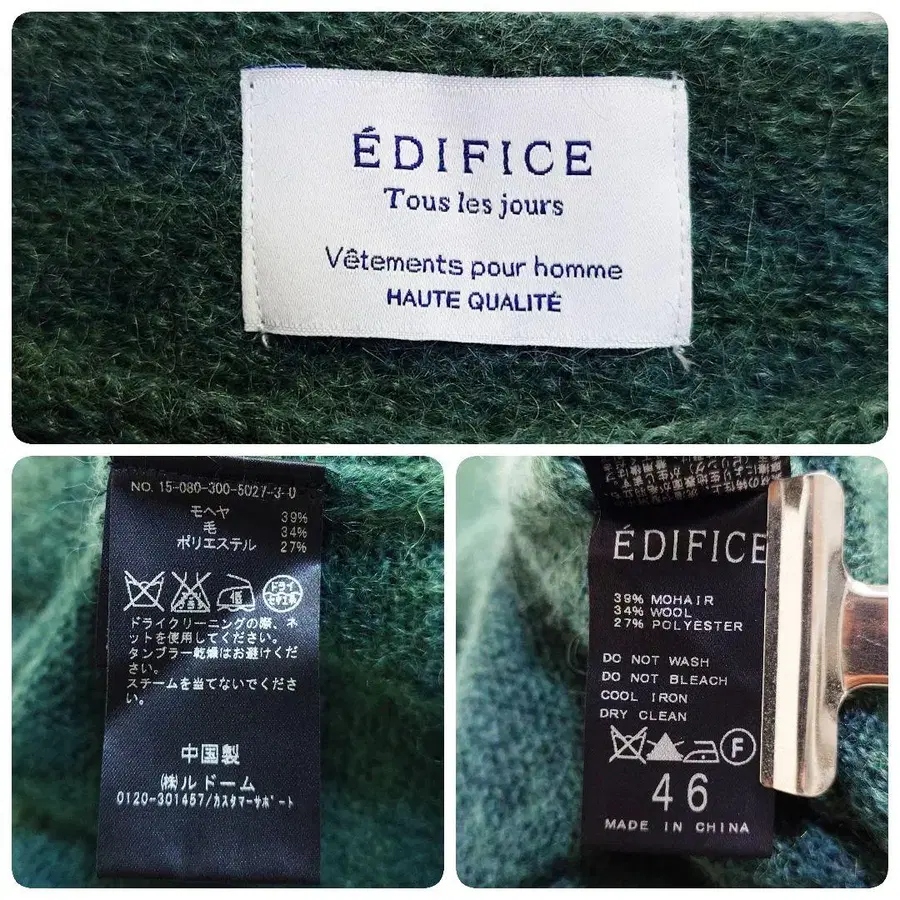 ÉDIFICE
Tous les jours
Vêtements pour homme
HAUTE QUALITÉ
NO. 15-080-300-5027-3-0
モヘヤ 39%
毛 34%
ポリエステル 27%
ドライ
ドライクリーニングの際、ネ
ットを使用してください。
タンブラー乾燥はお避けくだ
さい。
スチームを当てないでくださ
い。
中国製
㈱ルドーム
0120-301457/カスタマーサポート
ÉDIFICE
39% MOHAIR
34% WOOL
27% POLYESTER
DO NOT WASH
DO NOT BLEACH
COOL IRON
DRY CLEAN
F
46
MADE IN CHINA